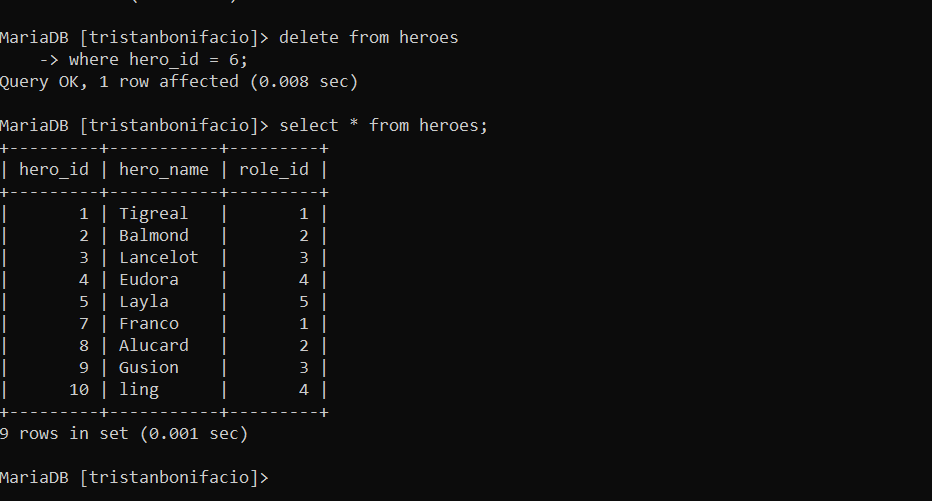 MariaDB [tristanbonifacio]> delete from heroes
    -> where hero_id = 6;
Query OK, 1 row affected (0.008 sec)
MariaDB [tristanbonifacio]> select * from heroes;
+---------+-----------+---------+
| hero_id | hero_name | role_id |
+---------+-----------+---------+
|       1 | Tigreal   |       1 |
|       2 | Balmond   |       2 |
|       3 | Lancelot  |       3 |
|       4 | Eudora    |       4 |
|       5 | Layla     |       5 |
|       7 | Franco    |       1 |
|       8 | Alucard   |       2 |
|       9 | Gusion    |       3 |
|      10 | ling      |       4 |
+---------+-----------+---------+
9 rows in set (0.001 sec)
MariaDB [tristanbonifacio]>